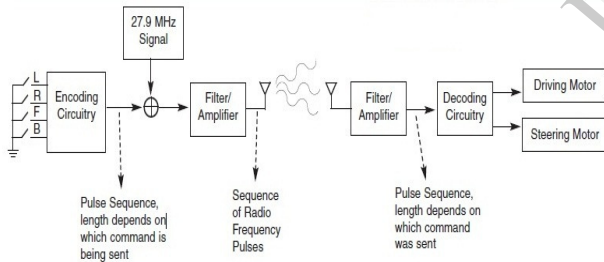 27.9 MHz
Signal
L
R
F
B
Encoding
Circuitry
Filter/
Amplifier
Filter/
Amplifier
Decoding
Circuitry
Driving Motor
Steering Motor
Pulse Sequence,
length depends on
which command is
being sent
Sequence
of Radio
Frequency
Pulses
Pulse Sequence,
length depends on
which command
was sent